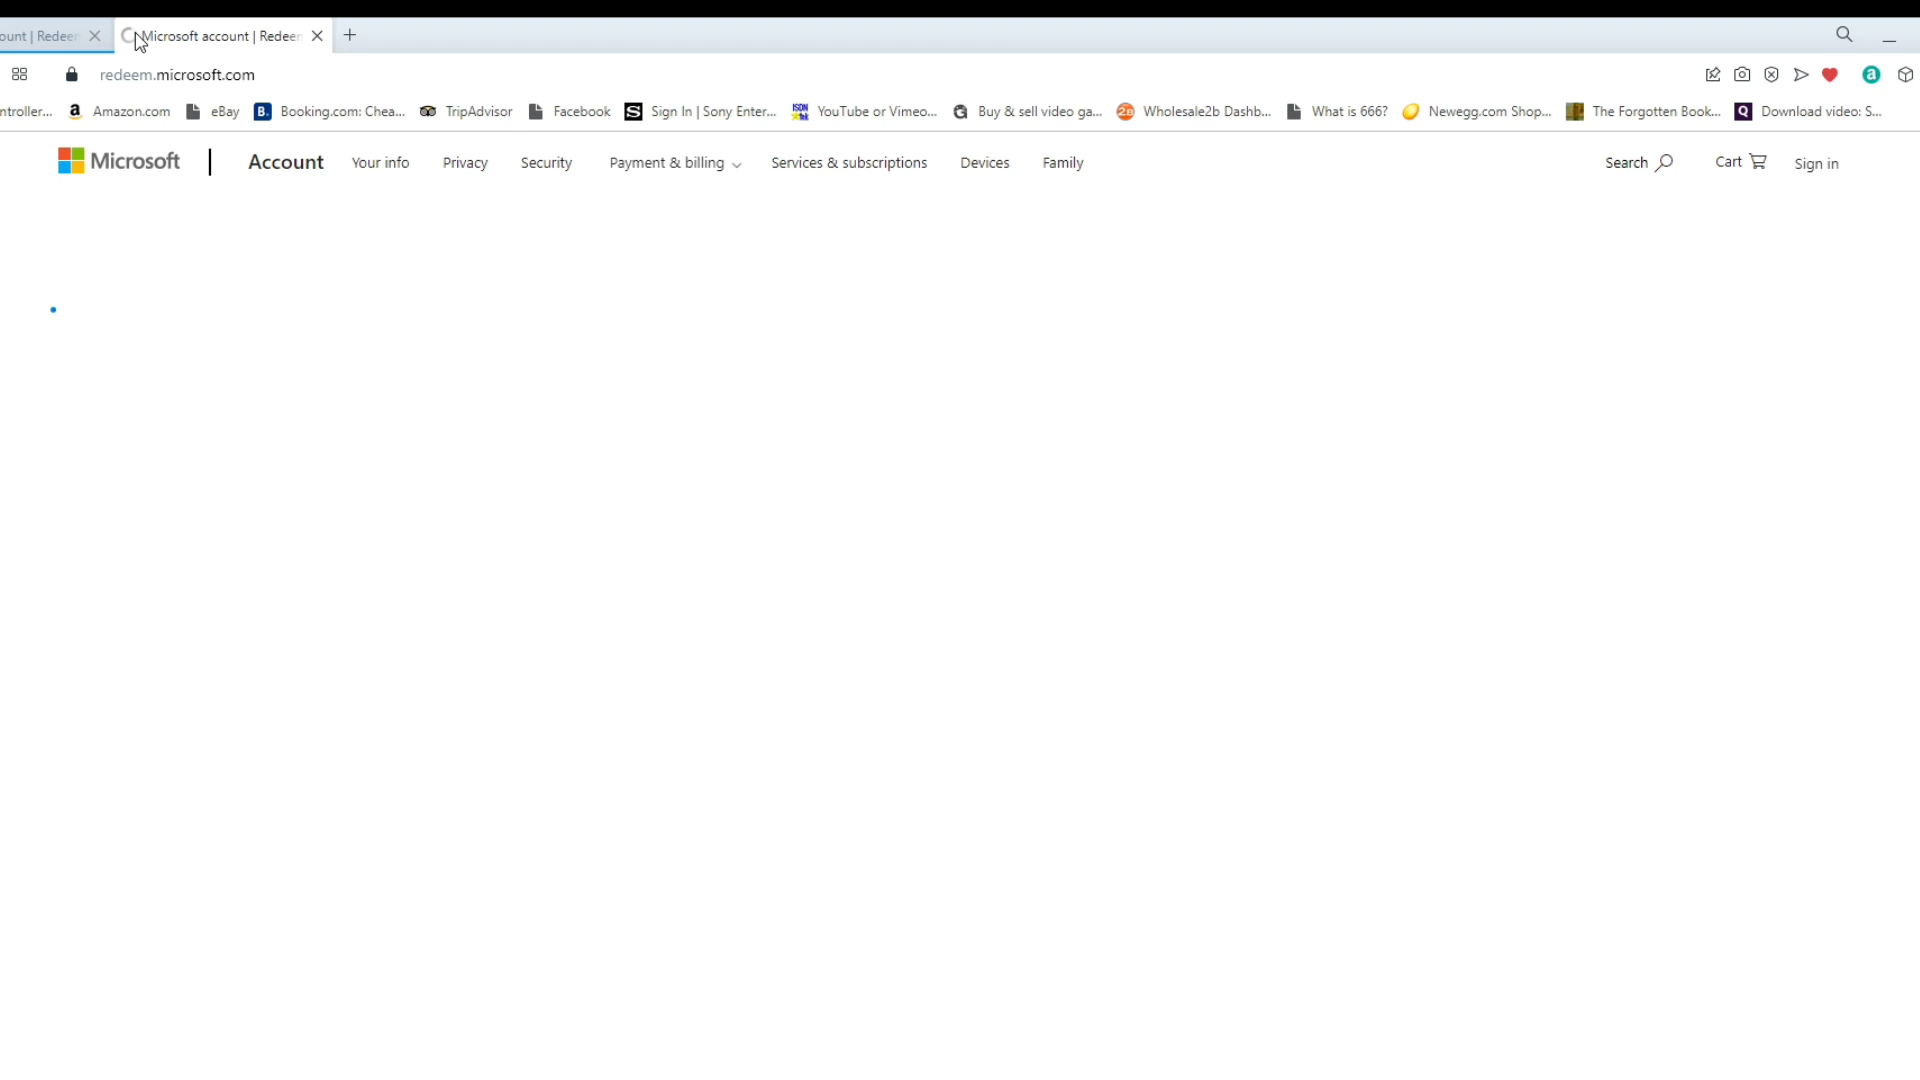 ount | Redeem
Microsoft account | Redeem
redeem.microsoft.com
ntroller... Amazon.com eBay Booking.com: Chea... TripAdvisor Facebook Sign In | Sony Enter... YouTube or Vimeo... Buy & sell video ga... Wholesale2b Dashb... What is 666? Newegg.com Shop... The Forgotten Book... Download video: S...
Microsoft Account Your info Privacy Security Payment & billing Services & subscriptions Devices Family Search Cart Sign in